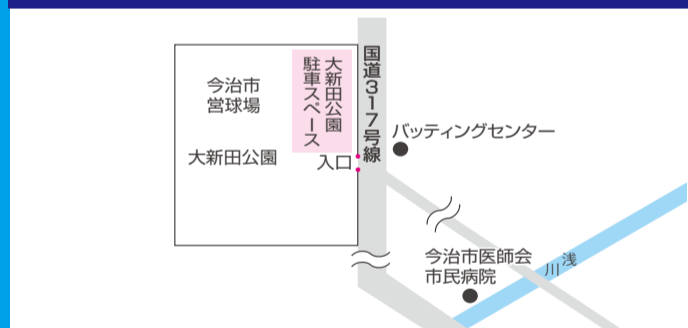 今治市
営球場
大新田公園
大新田公園
駐車スペース
入口
国道317号線
バッティングセンター
今治市医師会
市民病院
浅川